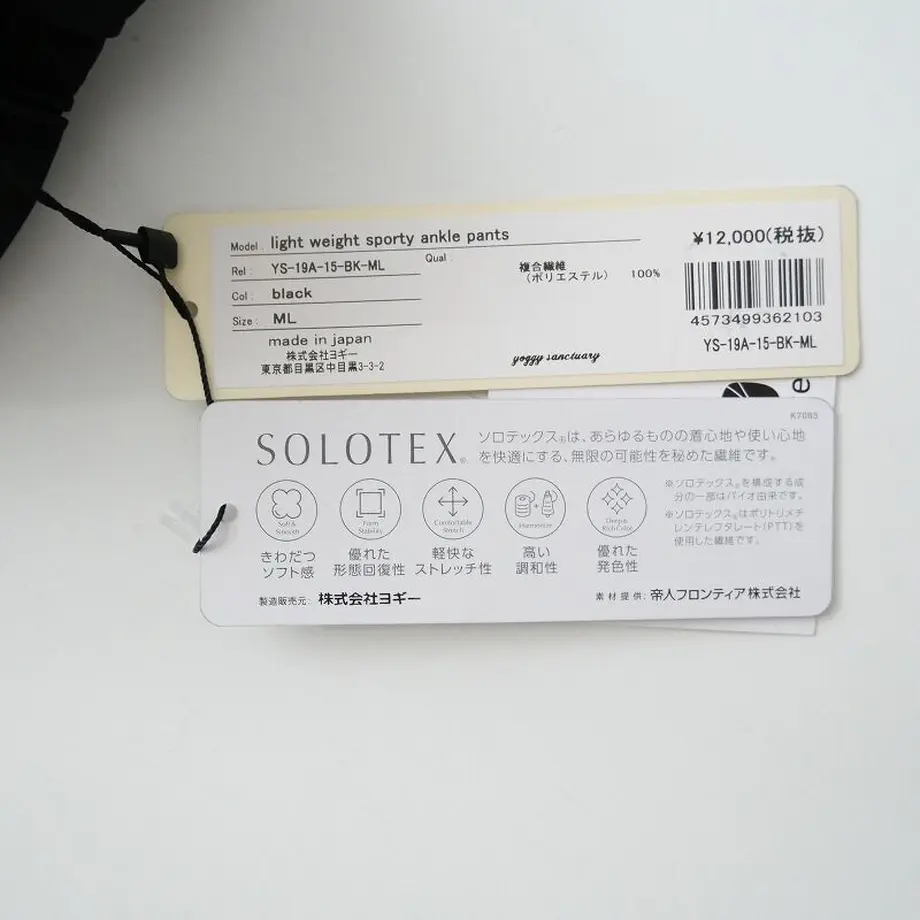 Model. light weight sporty ankle pants
¥12,000(税抜)
Rel: YS-19A-15-BK-ML
Qual:
複合繊維
(ポリエステル) 100%
Col: black
Size: ML
made in japan
株式会社ヨギー
東京都目黒区中目黒3-3-2
yoggy sanctuary
4573499362103
YS-19A-15-BK-ML
e
K7085
SOLOTEX®
ソロテックス®は、あらゆるものの着心地や使い心地
を快適にする、無限の可能性を秘めた繊維です。
※ソロテックス®を構成する成
分の一部はバイオ由来です。
※ソロテックス®はポリトリメチ
レンテレフタレート(PTT)を
使用した繊維です。
Soft &
Smooth
きわだつ
ソフト感
Form
Stability
優れた
形態回復性
Comfortable
Stretch
軽快な
ストレッチ性
Harmonize
高い
調和性
Deep &
Rich Color
優れた
発色性
製造販売元: 株式会社ヨギー
素材提供: 帝人フロンティア株式会社